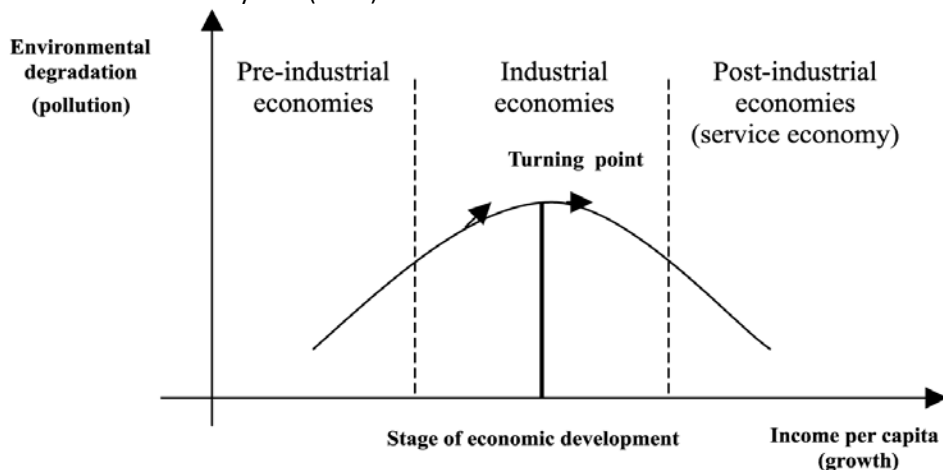 Environmental
degradation
(pollution)
Pre-industrial
economies
Industrial
economies
Post-industrial
economies
(service economy)
Turning point
Stage of economic development
Income per capita
(growth)